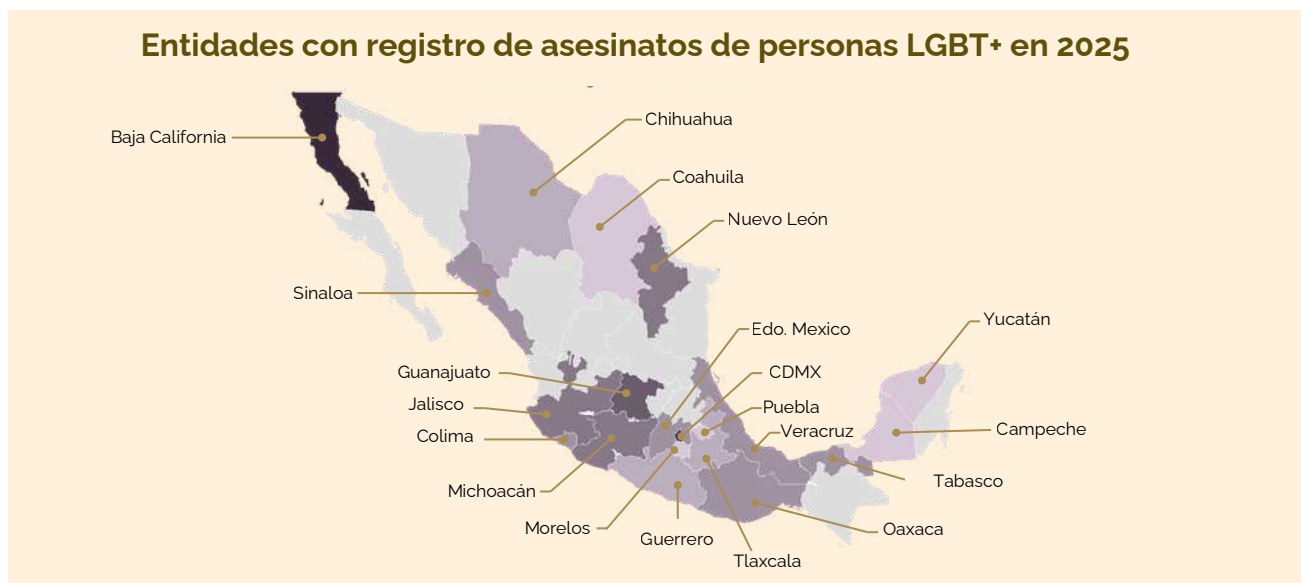 Entidades con registro de asesinatos de personas LGBT+ en 2025
Chihuahua
Baja California
Coahuila
Nuevo León
Sinaloa
Yucatán
Edo. Mexico
Guanajuato
CDMX
Jalisco
Puebla
Colima
Veracruz
Campeche
Tabasco
Michoacán
Morelos
Oaxaca
Guerrero
Tlaxcala